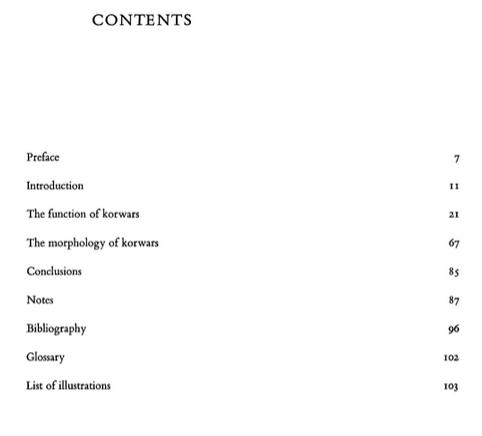 CONTENTS
Preface 7
Introduction 11
The function of korwars 21
The morphology of korwars 67
Conclusions 85
Notes 87
Bibliography 96
Glossary 102
List of illustrations 103